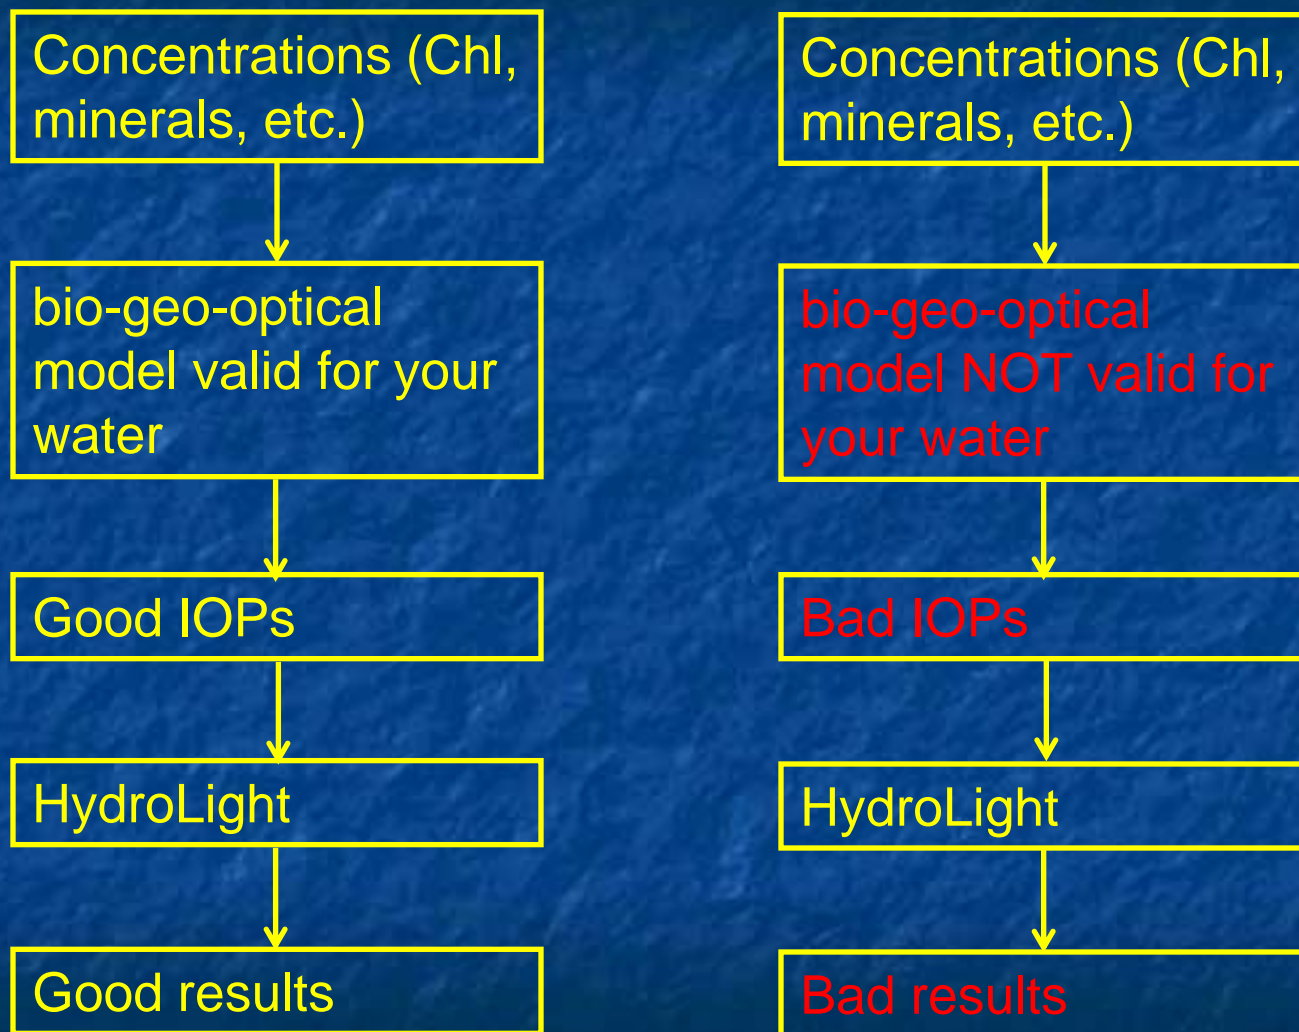 Concentrations (Chl,
minerals, etc.)
bio-geo-optical
model valid for your
water
Good IOPs
HydroLight
Good results
Concentrations (Chl,
minerals, etc.)
bio-geo-optical
model NOT valid for
your water
Bad IOPs
HydroLight
Bad results